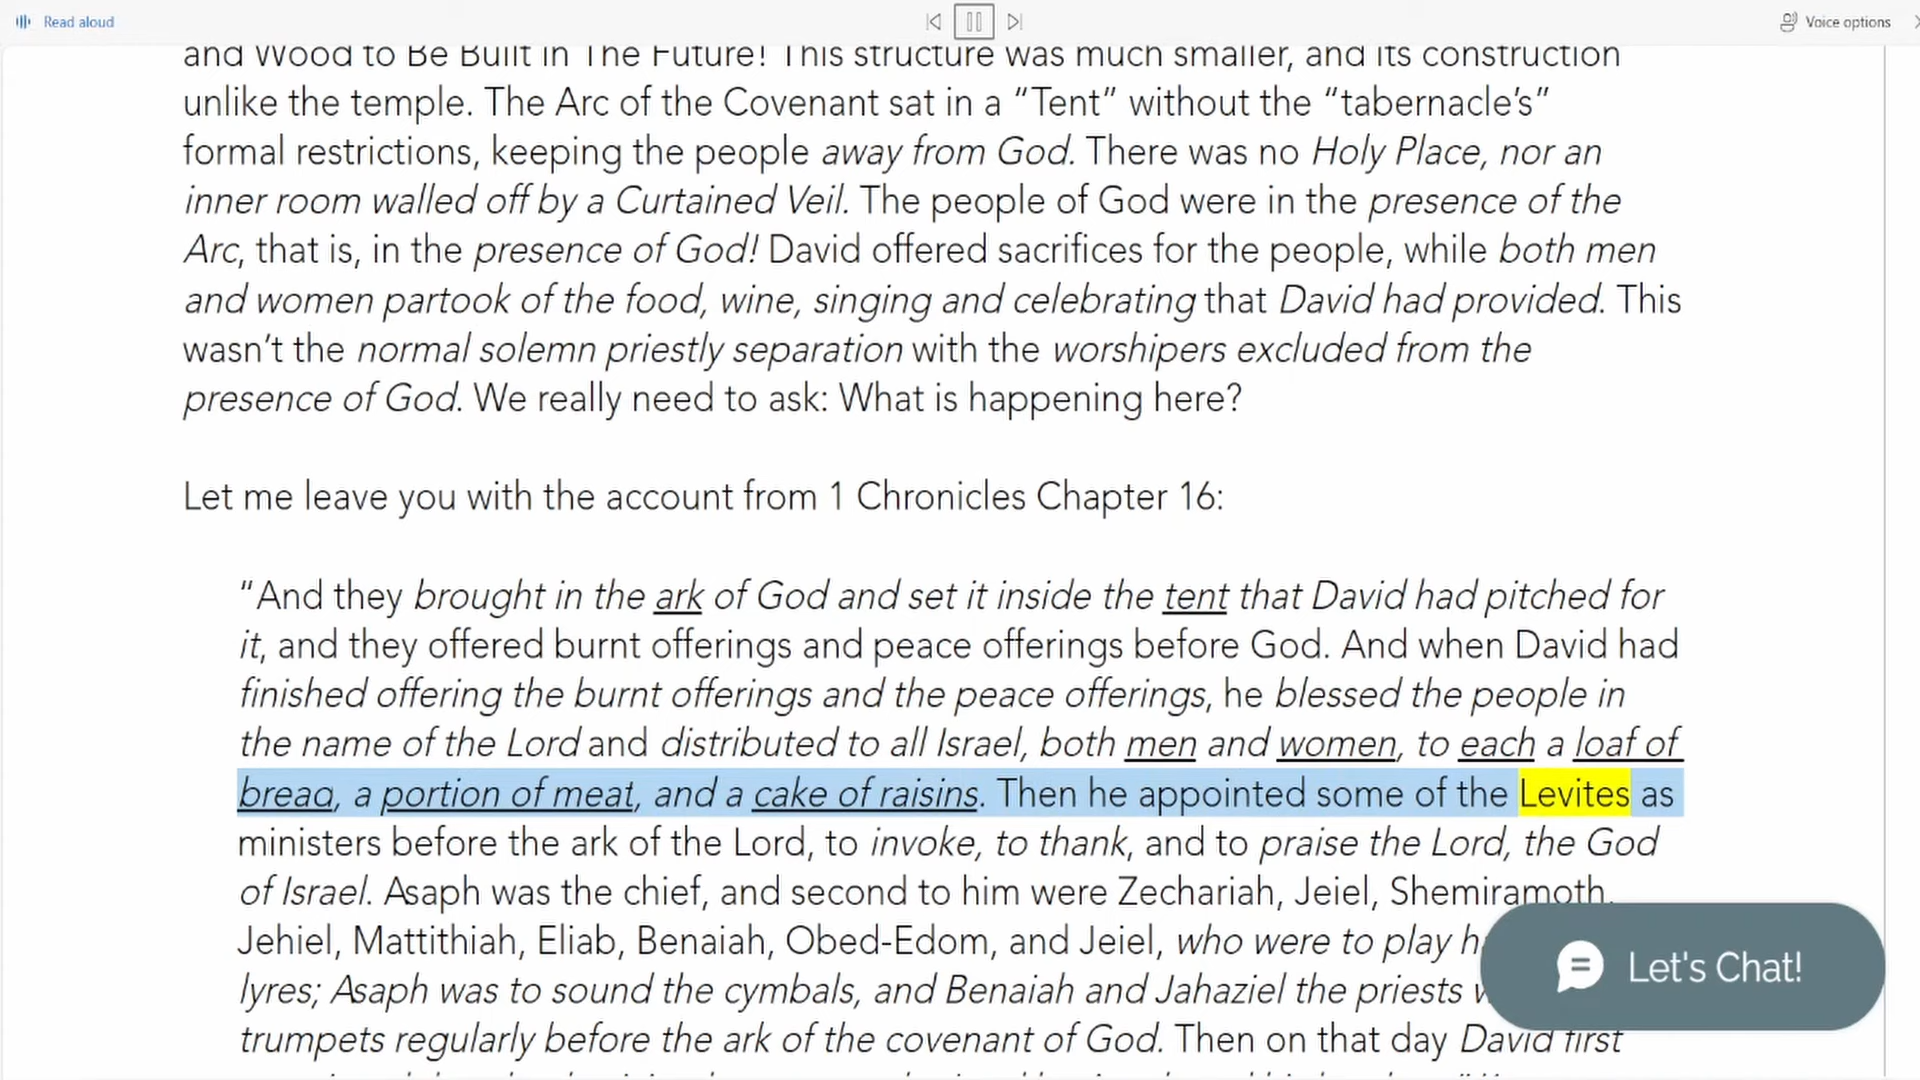 Read aloud
Voice options
and Wood to Be Built in The Future! This structure was much smaller, and its construction
unlike the temple. The Arc of the Covenant sat in a “Tent” without the “tabernacle’s”
formal restrictions, keeping the people away from God. There was no Holy Place, nor an
inner room walled off by a Curtained Veil. The people of God were in the presence of the
Arc, that is, in the presence of God! David offered sacrifices for the people, while both men
and women partook of the food, wine, singing and celebrating that David had provided. This
wasn’t the normal solemn priestly separation with the worshipers excluded from the
presence of God. We really need to ask: What is happening here?
Let me leave you with the account from 1 Chronicles Chapter 16:
“And they brought in the ark of God and set it inside the tent that David had pitched for
it, and they offered burnt offerings and peace offerings before God. And when David had
finished offering the burnt offerings and the peace offerings, he blessed the people in
the name of the Lord and distributed to all Israel, both men and women, to each a loaf of
bread, a portion of meat, and a cake of raisins. Then he appointed some of the Levites as
ministers before the ark of the Lord, to invoke, to thank, and to praise the Lord, the God
of Israel. Asaph was the chief, and second to him were Zechariah, Jeiel, Shemiramoth,
Jehiel, Mattithiah, Eliab, Benaiah, Obed-Edom, and Jeiel, who were to play
lyres; Asaph was to sound the cymbals, and Benaiah and Jahaziel the priests
trumpets regularly before the ark of the covenant of God. Then on that day David first
Let's Chat!